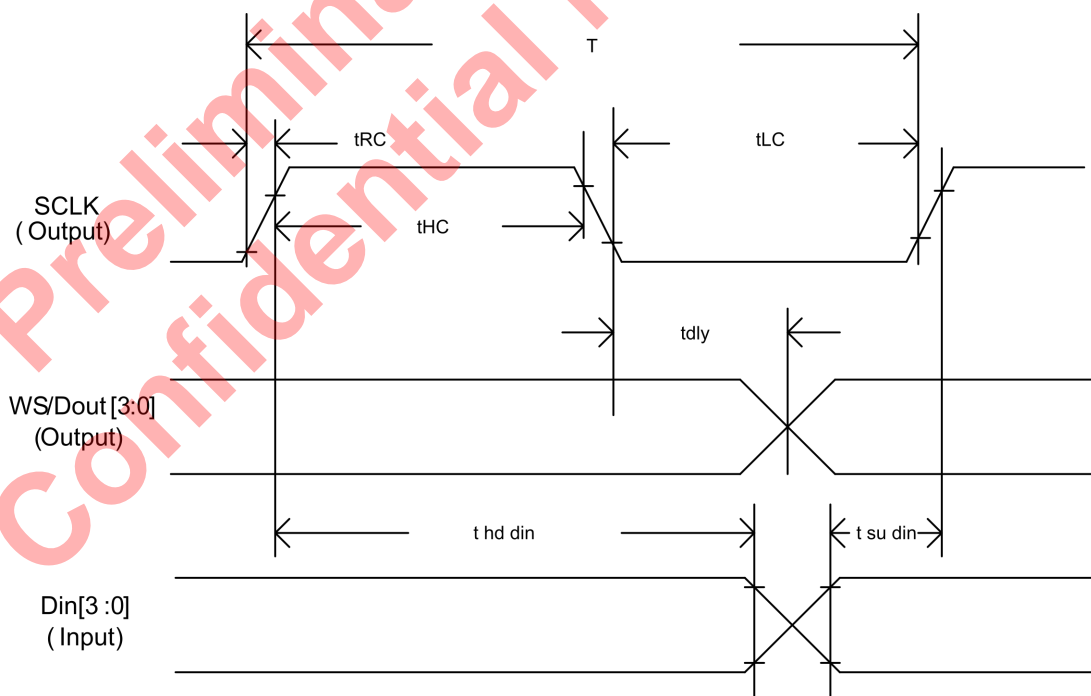 T
tRC
tLC
SCLK
( Output)
tHC
tdly
WS/Dout [3:0]
(Output)
t hd din
t su din
Din[3 :0]
( Input)
Confidential